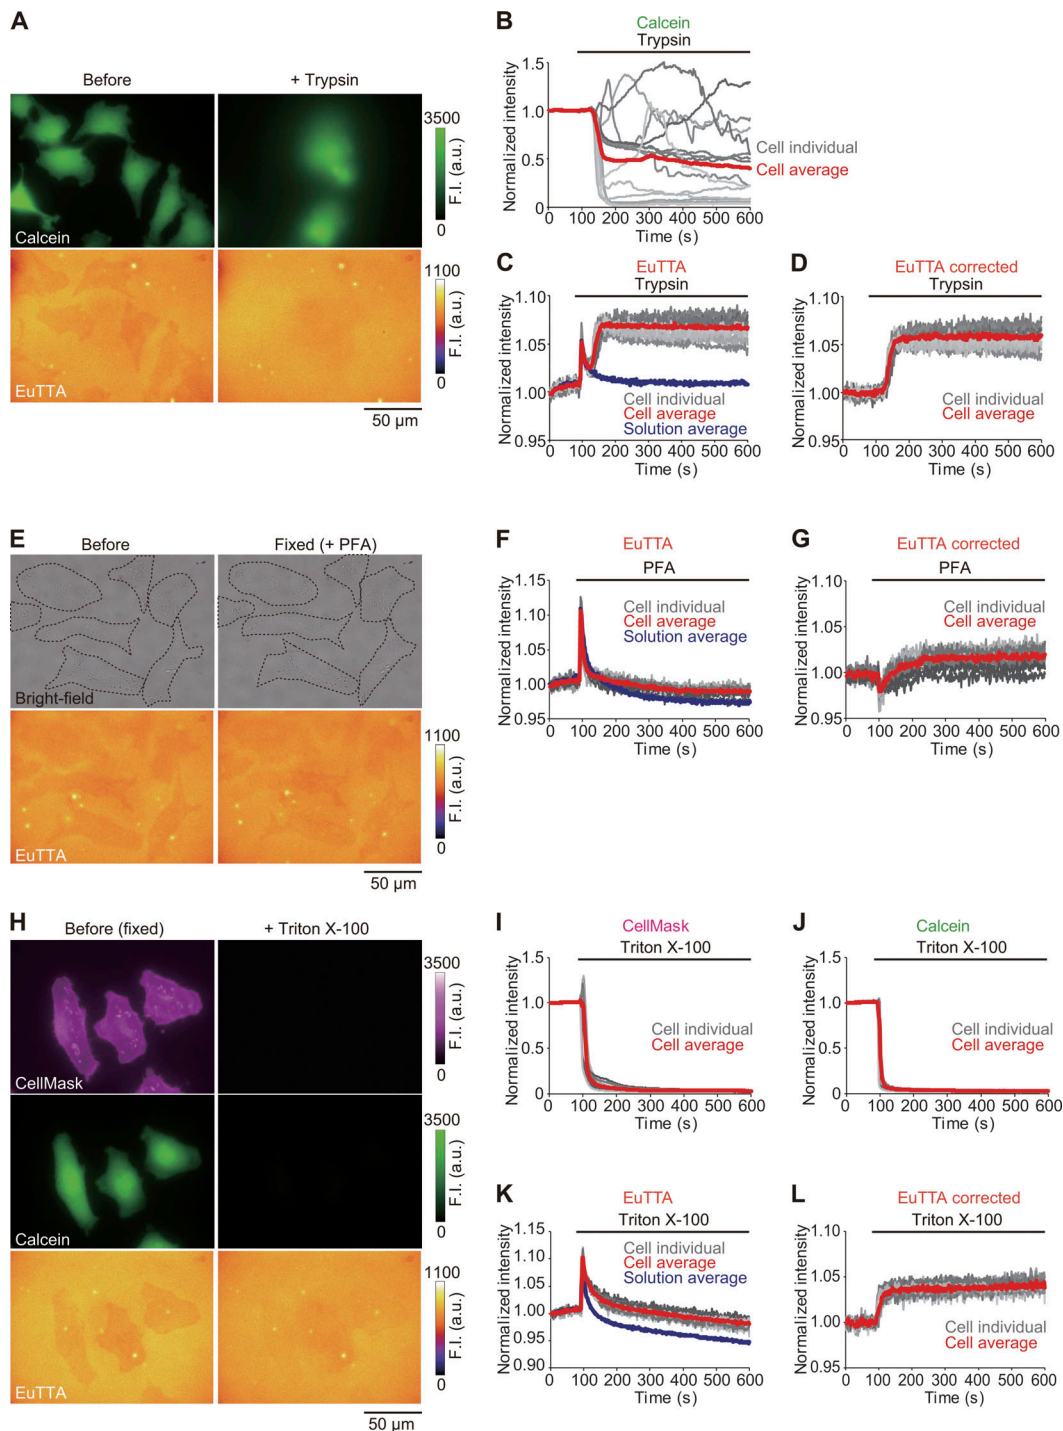 A
Before
+ Trypsin
Calcein
3500
F.I. (a.u.)
0
EuTTA
1100
F.I. (a.u.)
0
50 µm
B
Calcein
Trypsin
Normalized intensity
1.5
1.0
0.5
0
0 100 200 300 400 500 600
Time (s)
Cell individual
Cell average
C
EuTTA
Trypsin
Normalized intensity
1.10
1.05
1.00
0.95
Cell individual
Cell average
Solution average
0 100 200 300 400 500 600
Time (s)
D
EuTTA corrected
Trypsin
Normalized intensity
1.10
1.05
1.00
0.95
Cell individual
Cell average
0 100 200 300 400 500 600
Time (s)
E
Before
Fixed (+ PFA)
Bright-field
EuTTA
1100
F.I. (a.u.)
0
50 µm
F
EuTTA
PFA
Normalized intensity
1.15
1.10
1.05
1.00
0.95
Cell individual
Cell average
Solution average
0 100 200 300 400 500 600
Time (s)
G
EuTTA corrected
PFA
Normalized intensity
1.10
1.05
1.00
0.95
Cell individual
Cell average
0 100 200 300 400 500 600
Time (s)
H
Before (fixed)
+ Triton X-100
CellMask
3500
F.I. (a.u.)
0
Calcein
3500
F.I. (a.u.)
0
EuTTA
1100
F.I. (a.u.)
0
50 µm
I
CellMask
Triton X-100
Normalized intensity
1.5
1.0
0.5
0
Cell individual
Cell average
0 100 200 300 400 500 600
Time (s)
J
Calcein
Triton X-100
Normalized intensity
1.5
1.0
0.5
0
Cell individual
Cell average
0 100 200 300 400 500 600
Time (s)
K
EuTTA
Triton X-100
Normalized intensity
1.15
1.10
1.05
1.00
0.95
0.90
Cell individual
Cell average
Solution average
0 100 200 300 400 500 600
Time (s)
L
EuTTA corrected
Triton X-100
Normalized intensity
1.10
1.05
1.00
0.95
Cell individual
Cell average
0 100 200 300 400 500 600
Time (s)